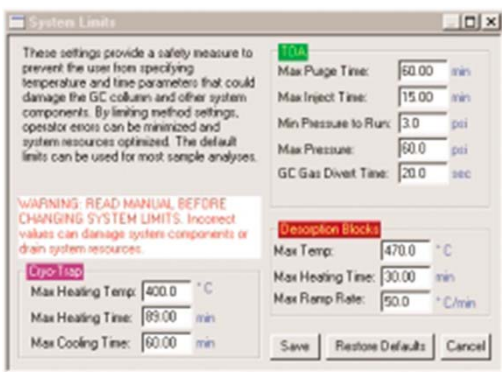 System Limits
These settings provide a safety measure to
prevent the user from specifying
temperature and time parameters that could
damage the GC column and other system
components. By limiting method settings,
operator errors can be minimized and
system resources optimized. The default
limits can be used for most sample analyses.
WARNING: READ MANUAL BEFORE
CHANGING SYSTEM LIMITS. Incorrect
values can damage system components or
drain system resources.
Cryo-Trap
Max Heating Temp: 400.0 °C
Max Heating Time: 89.00 min
Max Cooling Time: 60.00 min
TDA
Max Purge Time: 60.00 min
Max Inject Time: 15.00 min
Min Pressure to Run: 3.0 psi
Max Pressure: 60.0 psi
GC Gas Divert Time: 20.0 sec
Desorption Blocks
Max Temp: 470.0 °C
Max Heating Time: 30.00 min
Max Ramp Rate: 50.0 °C/min
Save Restore Defaults Cancel